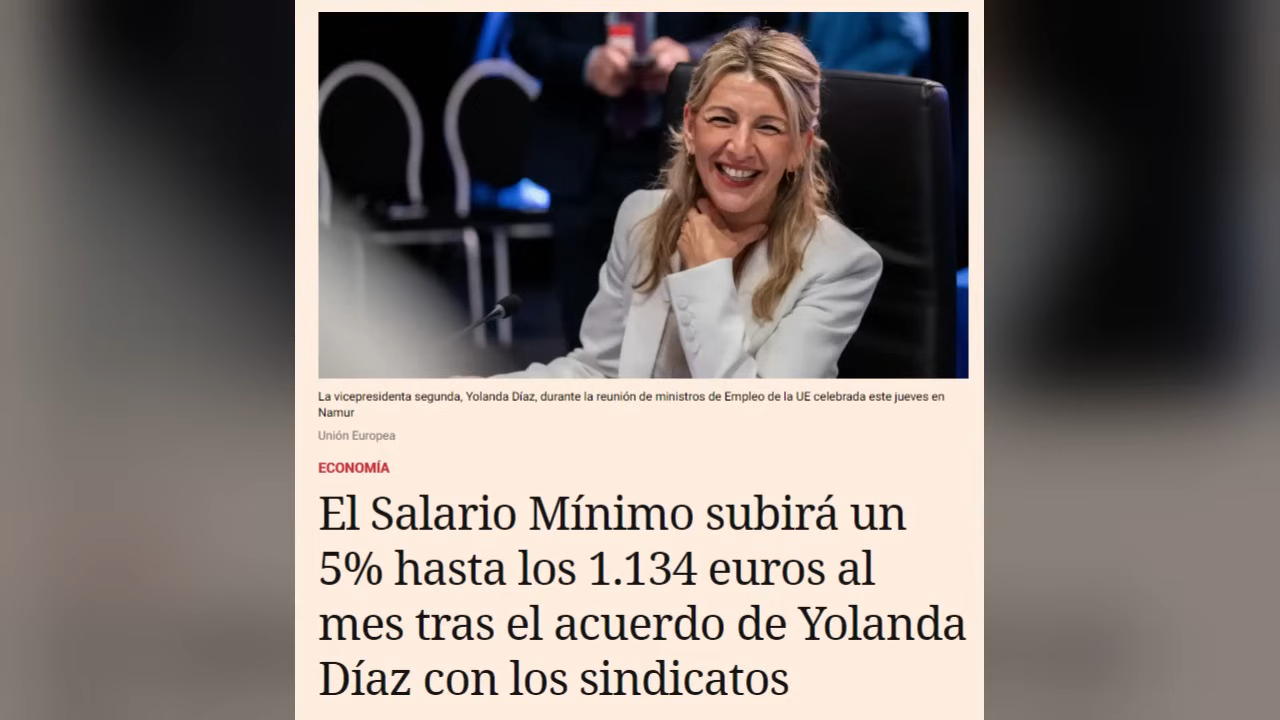 La vicepresidenta segunda, Yolanda Díaz, durante la reunión de ministros de Empleo de la UE celebrada este jueves en
Namur
Unión Europea
ECONOMÍA
El Salario Mínimo subirá un
5% hasta los 1.134 euros al
mes tras el acuerdo de Yolanda
Díaz con los sindicatos